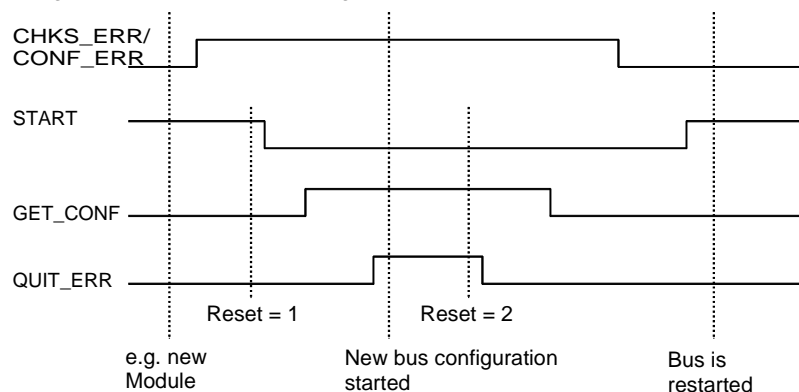 CHKS_ERR/
CONF_ERR
START
GET_CONF
QUIT_ERR
Reset = 1
Reset = 2
e.g. new
Module
New bus configuration
started
Bus is
restarted